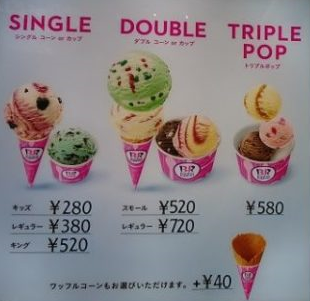 SINGLE
シングル コーン or カップ
DOUBLE
ダブル コーン or カップ
TRIPLE
POP
トリプルポップ
キッズ ¥280
レギュラー ¥380
キング ¥520
スモール ¥520
レギュラー ¥720
¥580
ワッフルコーンもお選びいただけます。 +¥40